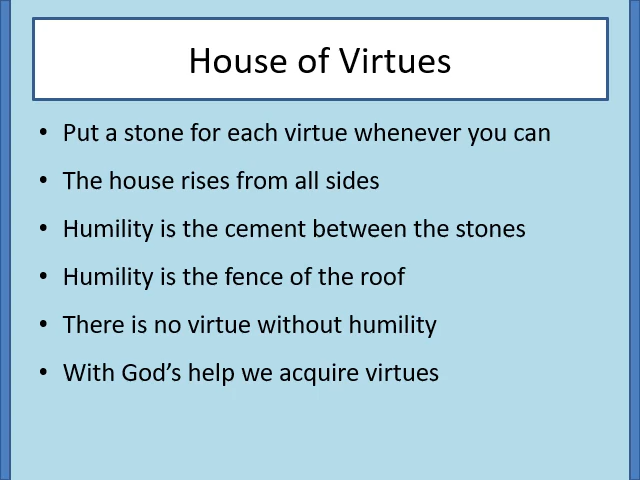 House of Virtues
• Put a stone for each virtue whenever you can
• The house rises from all sides
• Humility is the cement between the stones
• Humility is the fence of the roof
• There is no virtue without humility
• With God’s help we acquire virtues